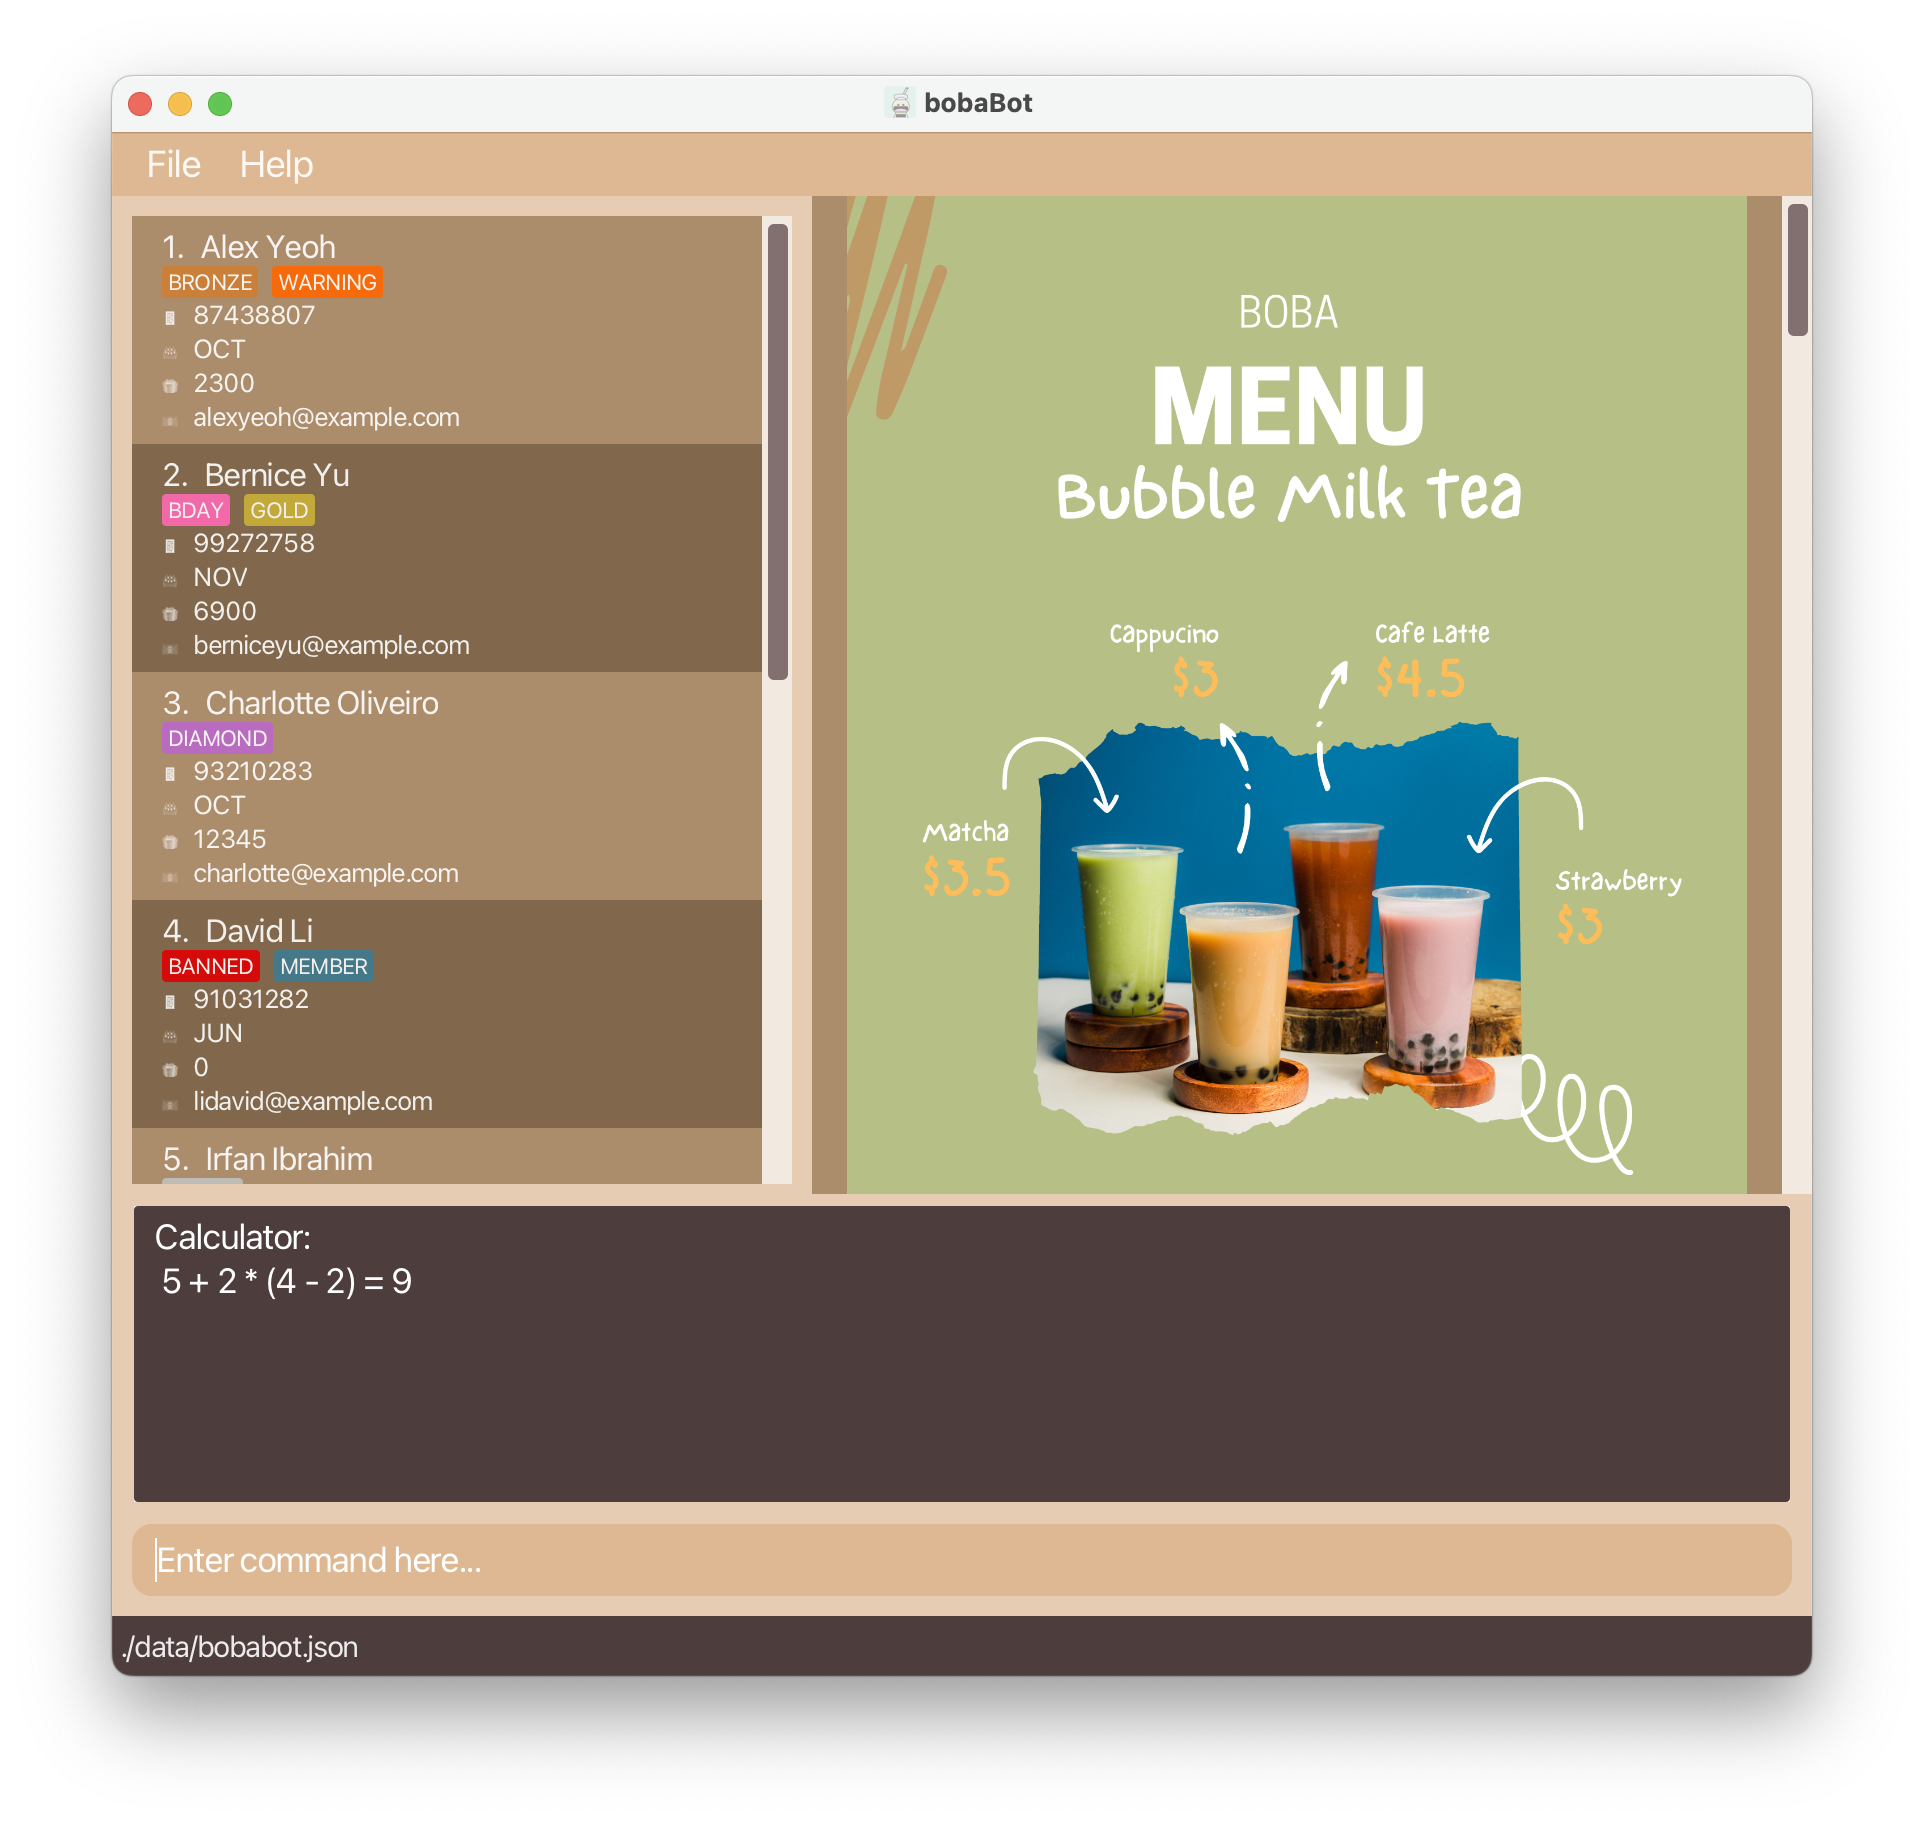 bobaBot
File Help
1. Alex Yeoh
BRONZE WARNING
87438807
OCT
2300
alexyeoh@example.com
2. Bernice Yu
BDAY GOLD
99272758
NOV
6900
berniceyu@example.com
3. Charlotte Oliveiro
DIAMOND
93210283
OCT
12345
charlotte@example.com
4. David Li
BANNED MEMBER
91031282
JUN
0
lidavid@example.com
5. Irfan Ibrahim
BOBA
MENU
Bubble Milk Tea
Cappucino
$3
Cafe Latte
$4.5
Matcha
$3.5
Strawberry
$3
Calculator:
5 + 2 * (4 - 2) = 9
Enter command here...
./data/bobabot.json